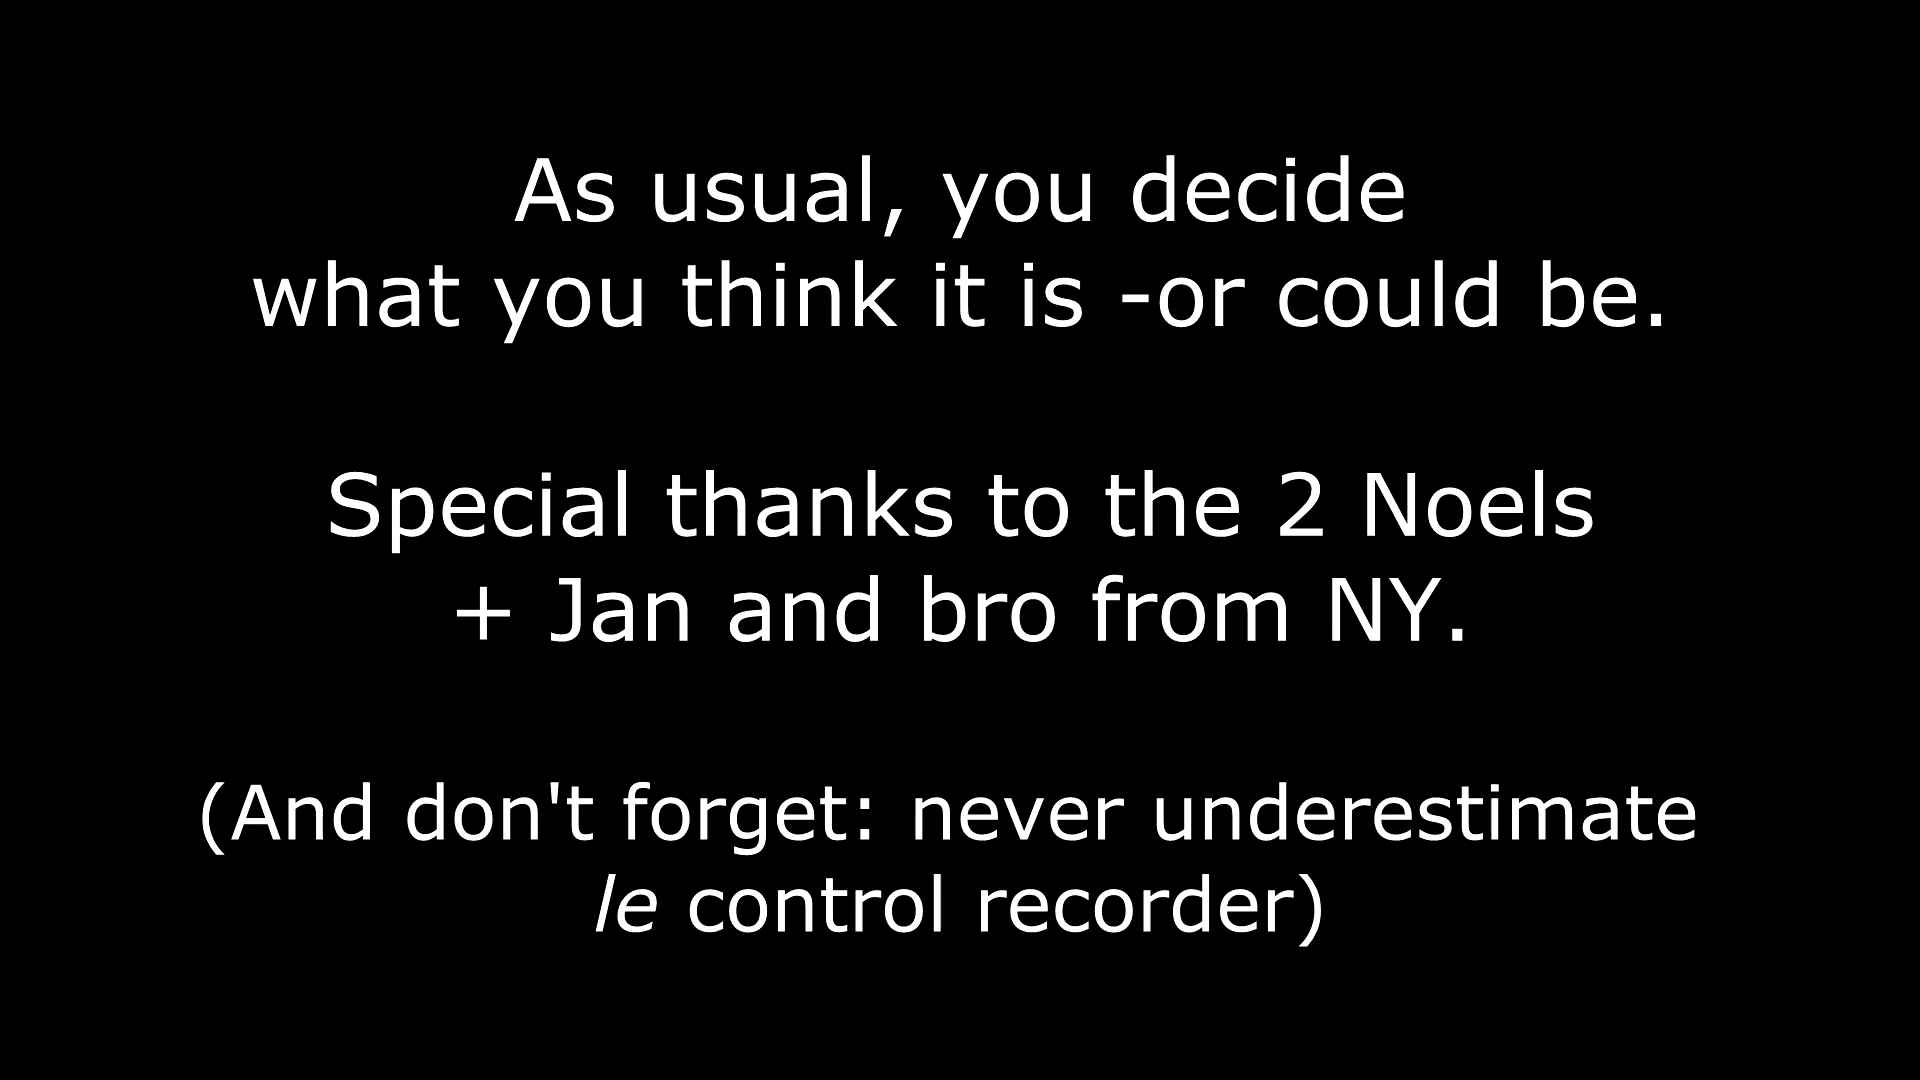 As usual, you decide
what you think it is -or could be.
Special thanks to the 2 Noels
+ Jan and bro from NY.
(And don't forget: never underestimate
le control recorder)